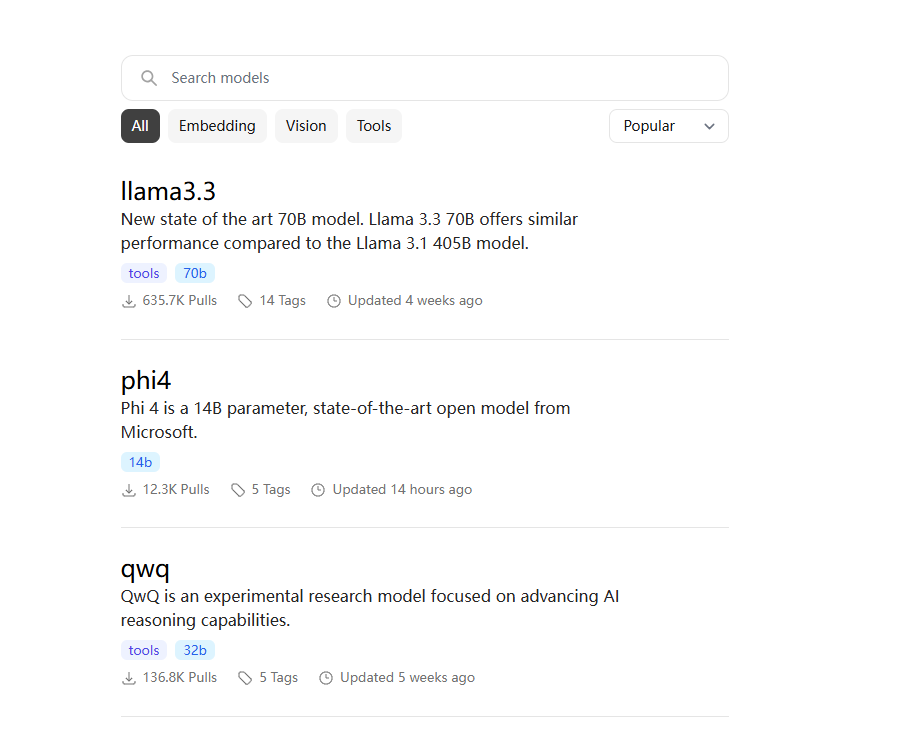 Search models
All Embedding Vision Tools Popular
llama3.3
New state of the art 70B model. Llama 3.3 70B offers similar
performance compared to the Llama 3.1 405B model.
tools 70b
635.7K Pulls 14 Tags Updated 4 weeks ago
phi4
Phi 4 is a 14B parameter, state-of-the-art open model from
Microsoft.
14b
12.3K Pulls 5 Tags Updated 14 hours ago
qwq
QwQ is an experimental research model focused on advancing AI
reasoning capabilities.
tools 32b
136.8K Pulls 5 Tags Updated 5 weeks ago